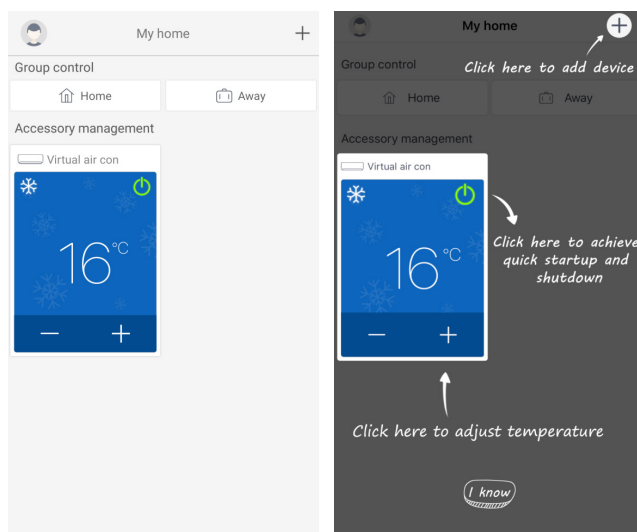 My home
+
Group control
Home
Away
Accessory management
Virtual air con
16 °C
− +
My home
+
Click here to add device
Group control
Home
Away
Accessory management
Virtual air con
16 °C
− +
Click here to achieve
quick startup and
shutdown
Click here to adjust temperature
I know